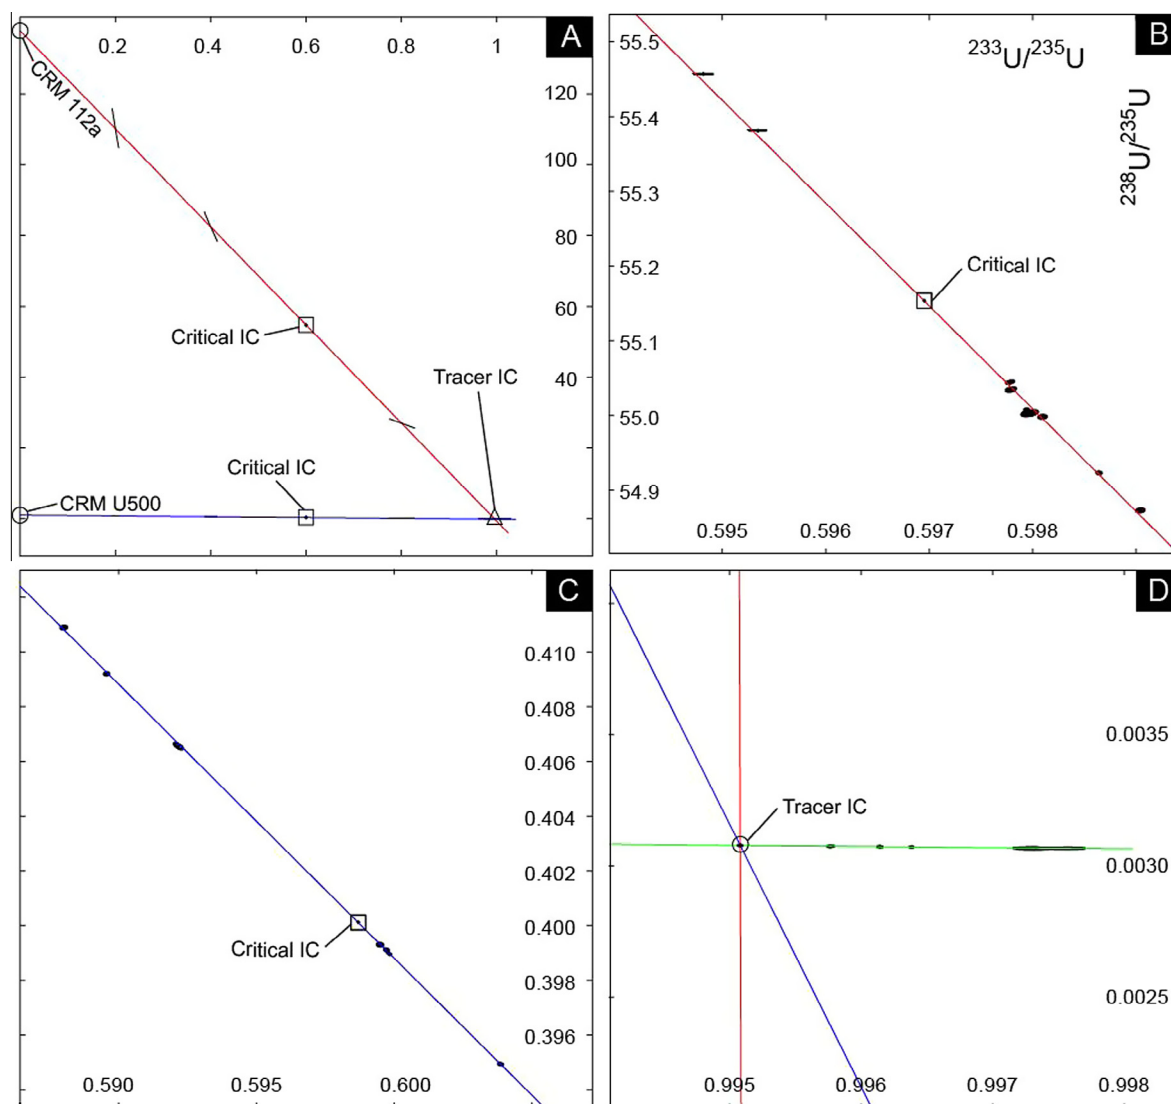 A
0.2 0.4 0.6 0.8 1
CRM 112a
120
100
80
60
40
Critical IC
Tracer IC
Critical IC
CRM U500
B
²³³U/²³⁵U
²³⁸U/²³⁵U
55.5
55.4
55.3
55.2
55.1
55.0
54.9
Critical IC
0.595 0.596 0.597 0.598
C
0.410
0.408
0.406
0.404
0.402
0.400
0.398
0.396
Critical IC
0.590 0.595 0.600
D
0.0035
Tracer IC
0.0030
0.0025
0.995 0.996 0.997 0.998